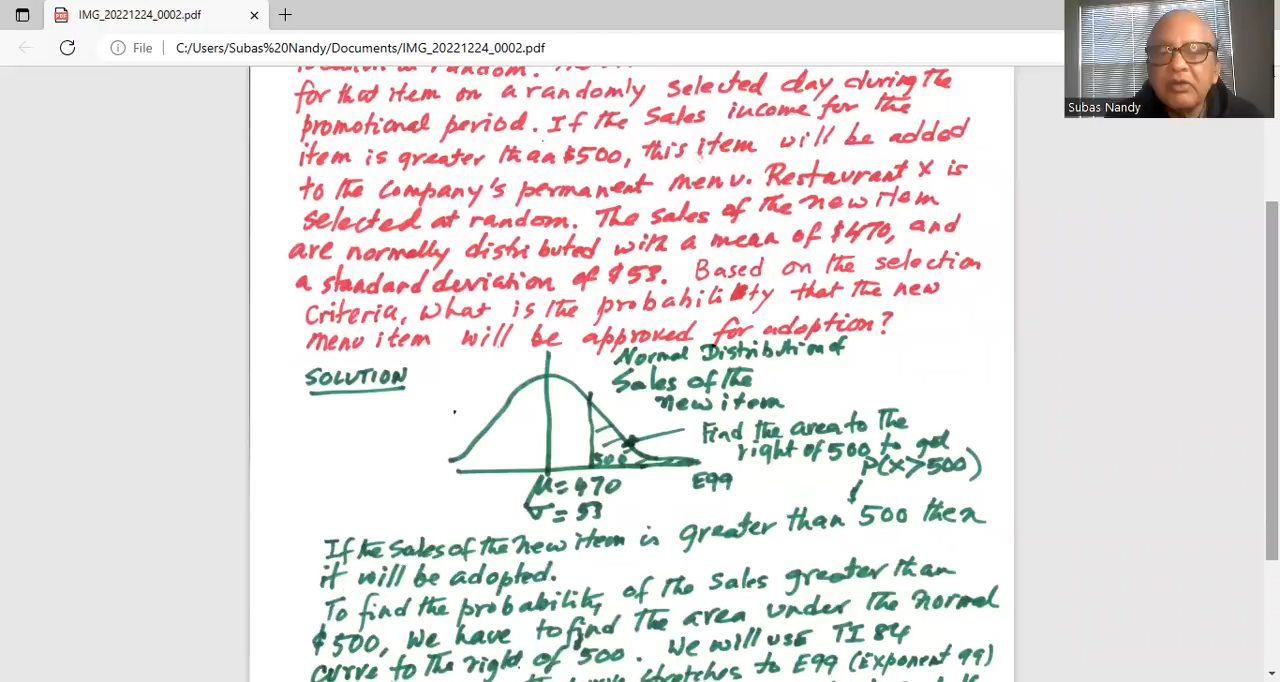 IMG_20221224_0002.pdf
File
C:/Users/Subas%20Nandy/Documents/IMG_20221224_0002.pdf
Subas Nandy
random.
for that item on a randomly selected day during the
promotional period. If the sales income for the
item is greater than $500, this item will be added
to the company's permanent menu. Restaurant X is
selected at random. The sales of the new item
are normally distributed with a mean of $470, and
a standard deviation of $53. Based on the selection
criteria, what is the probability that the new
menu item will be approved for adoption?
SOLUTION
Normal Distribution of
Sales of the
new item
Find the area to the
right of 500 to get
P(X>500)
500
E99
μ=470
σ=53
If the sales of the new item is greater than 500 then
it will be adopted.
To find the probability of the sales greater than
$500, we have to find the area under the normal
curve to the right of 500. We will use TI 84
stretches to E99 (Exponent 99)